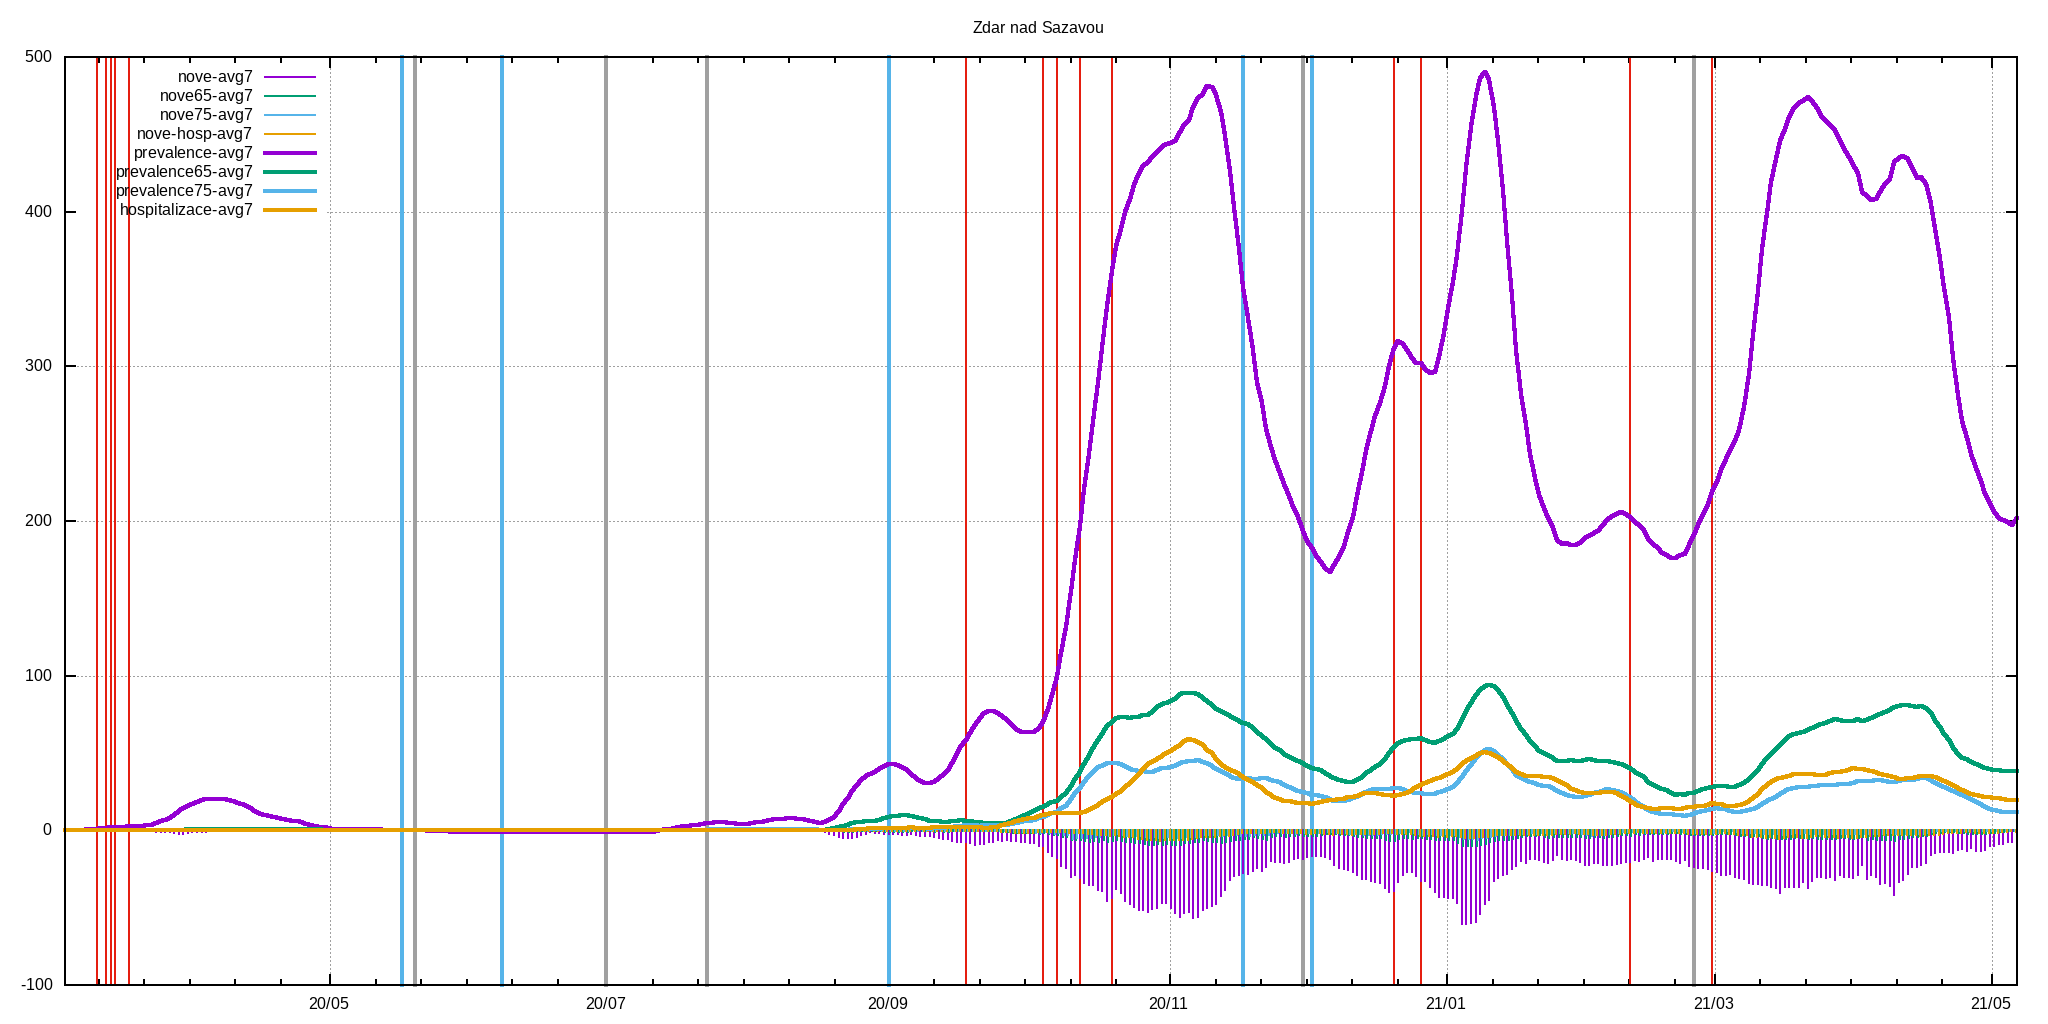 Zdar nad Sazavou
500
400
300
200
100
0
-100
nove-avg7
nove65-avg7
nove75-avg7
nove-hosp-avg7
prevalence-avg7
prevalence65-avg7
prevalence75-avg7
hospitalizace-avg7
20/05 20/07 20/09 20/11 21/01 21/03 21/05